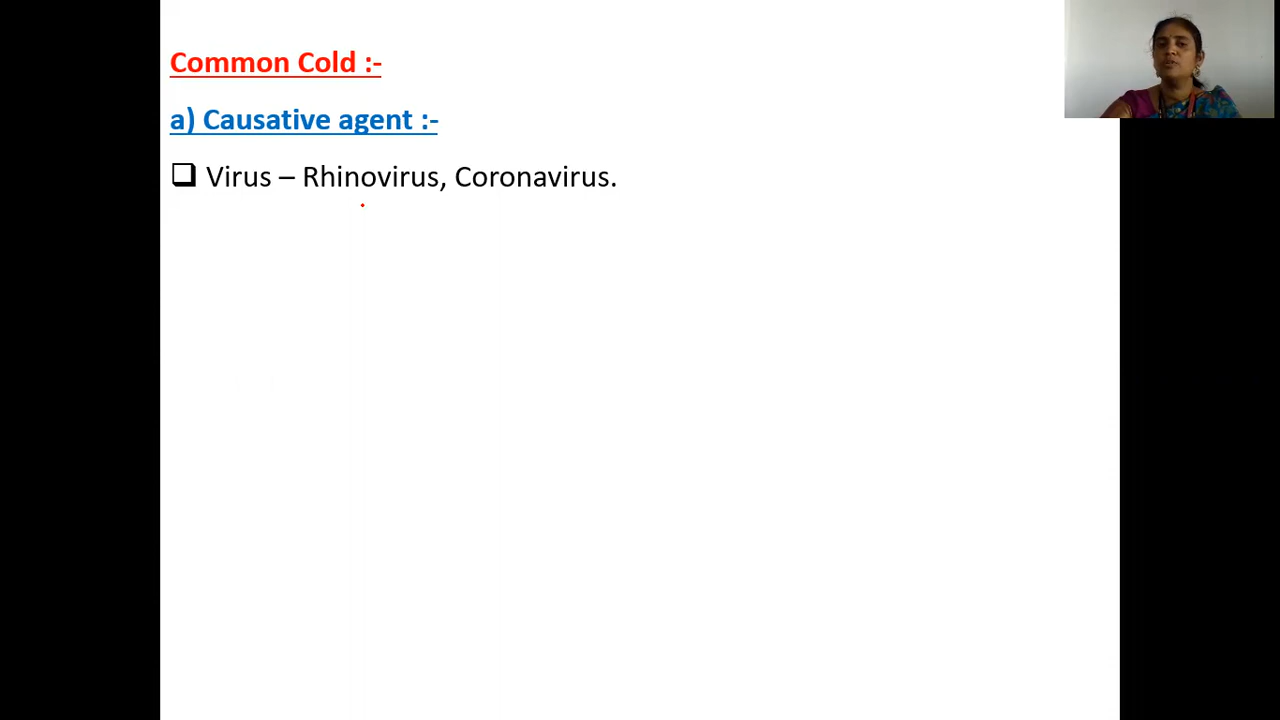 Common Cold :-
a) Causative agent :-
❑ Virus – Rhinovirus, Coronavirus.